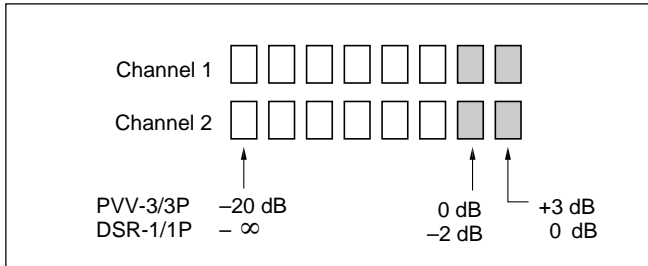 Channel 1
Channel 2
PVV-3/3P –20 dB 0 dB +3 dB
DSR-1/1P – ∞ –2 dB 0 dB